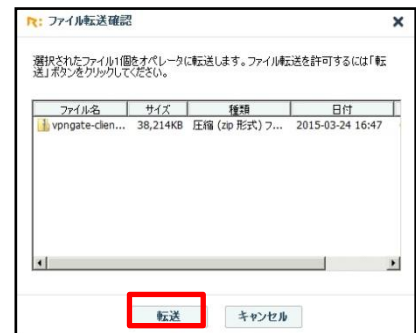 ファイル転送確認
選択されたファイル1個をオペレータに転送します。ファイル転送を許可するには「転
送」ボタンをクリックしてください。
ファイル名 サイズ 種類 日付
vpngate-clien... 38,214KB 圧縮 (zip 形式) フ... 2015-03-24 16:47
転送 キャンセル